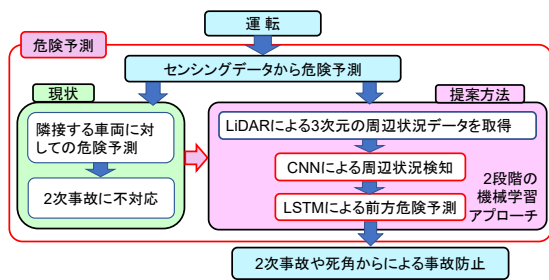 運 転
危険予測
センシングデータから危険予測
現状
提案方法
隣接する車両に対
しての危険予測
2次事故に不対応
LiDARによる3次元の周辺状況データを取得
CNNによる周辺状況検知
LSTMによる前方危険予測
2段階の
機械学習
アプローチ
2次事故や死角からによる事故防止